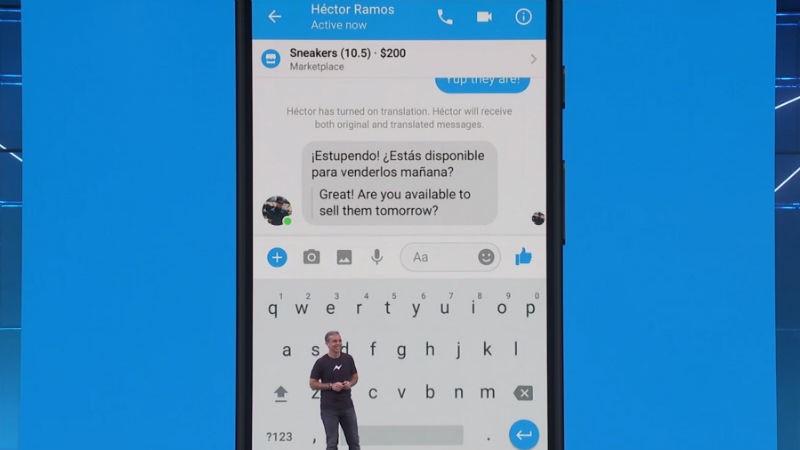 Héctor Ramos
Active now
Sneakers (10.5) · $200
Marketplace
Yup they are!
Héctor has turned on translation. Héctor will receive
both original and translated messages.
¡Estupendo! ¿Estás disponible
para venderlos mañana?
Great! Are you available to
sell them tomorrow?
Aa
1 2 3 4 5 6 7 8 9 0
q w e r t y u i o p
a s d f g h j k l
z c v b n m
?123 , .